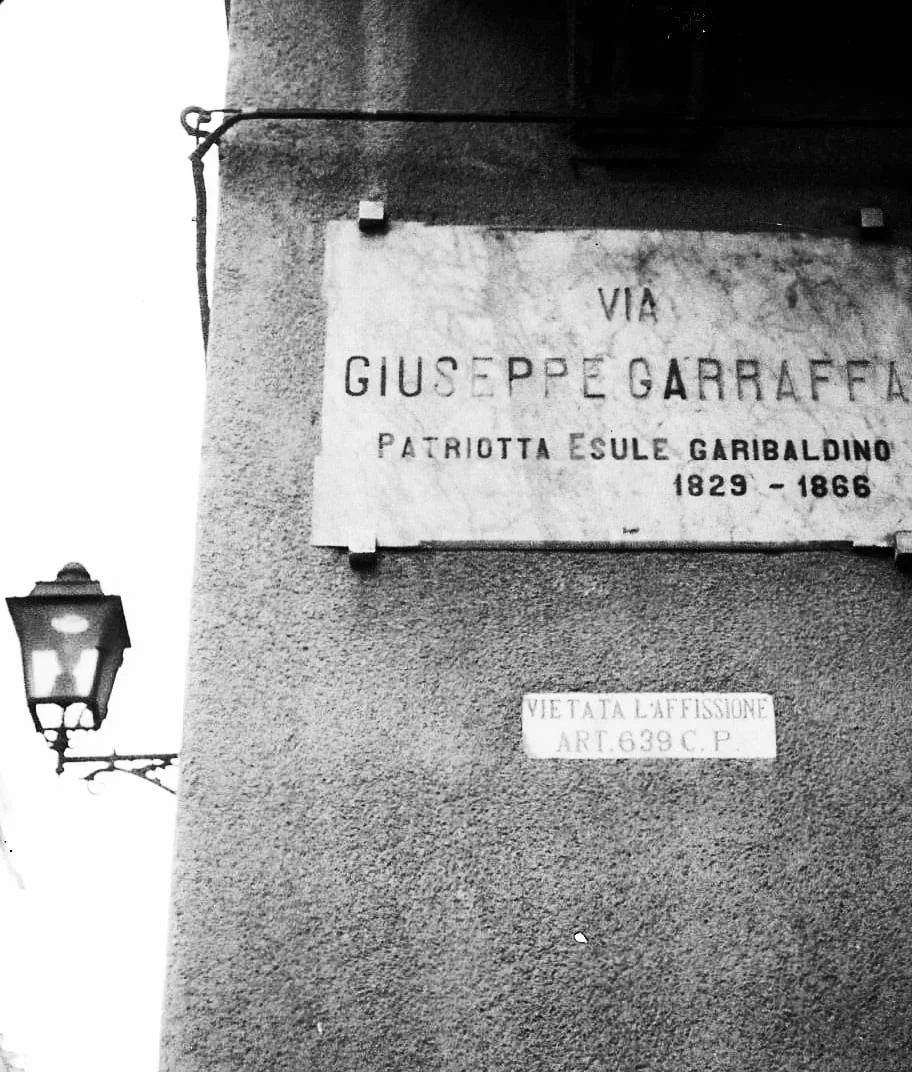 VIA
GIUSEPPE GARRAFFA
PATRIOTTA ESULE GARIBALDINO
1829 - 1866
VIETATA L'AFFISSIONE
ART. 639 C. P.